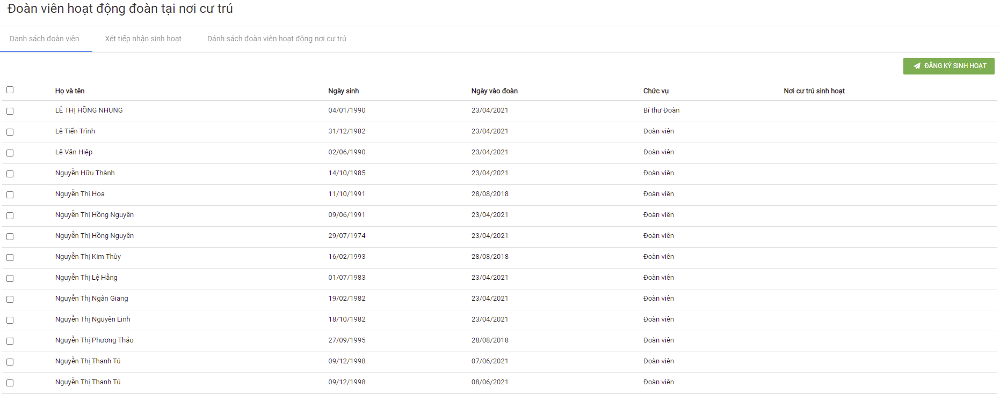 Đoàn viên hoạt động đoàn tại nơi cư trú
Danh sách đoàn viên Xét tiếp nhận sinh hoạt Dánh sách đoàn viên hoạt động nơi cư trú
ĐĂNG KÝ SINH HOẠT
Họ và tên Ngày sinh Ngày vào đoàn Chức vụ Nơi cư trú sinh hoạt
LÊ THỊ HỒNG NHUNG 04/01/1990 23/04/2021 Bí thư Đoàn
Lê Tiến Trình 31/12/1982 23/04/2021 Đoàn viên
Lê Văn Hiệp 02/06/1990 23/04/2021 Đoàn viên
Nguyễn Hữu Thành 14/10/1985 23/04/2021 Đoàn viên
Nguyễn Thị Hoa 11/10/1991 28/08/2018 Đoàn viên
Nguyễn Thị Hồng Nguyên 09/06/1991 23/04/2021 Đoàn viên
Nguyễn Thị Hồng Nguyên 29/07/1974 23/04/2021 Đoàn viên
Nguyễn Thị Kim Thùy 16/02/1993 28/08/2018 Đoàn viên
Nguyễn Thị Lệ Hằng 01/07/1983 23/04/2021 Đoàn viên
Nguyễn Thị Ngân Giang 19/02/1982 23/04/2021 Đoàn viên
Nguyễn Thị Nguyên Linh 18/10/1982 23/04/2021 Đoàn viên
Nguyễn Thị Phương Thảo 27/09/1995 28/08/2018 Đoàn viên
Nguyễn Thị Thanh Tú 09/12/1998 07/06/2021 Đoàn viên
Nguyễn Thị Thanh Tú 09/12/1998 08/06/2021 Đoàn viên